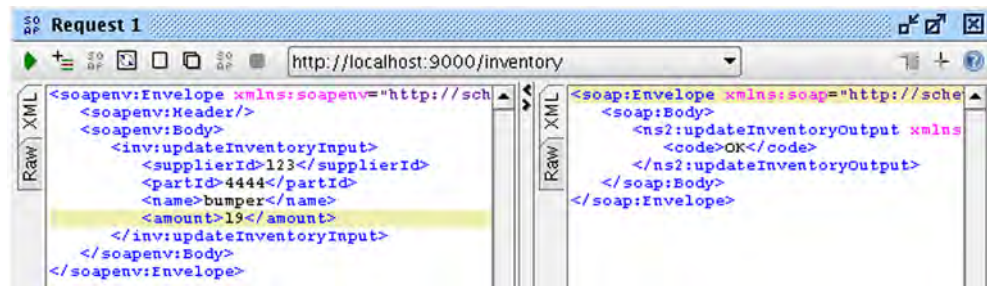 SO AP Request 1
http://localhost:9000/inventory
XML
Raw
<soapenv:Envelope xmlns:soapenv="http://sch
<soapenv:Header/>
<soapenv:Body>
<inv:updateInventoryInput>
<supplierId>123</supplierId>
<partId>4444</partId>
<name>bumper</name>
<amount>19</amount>
</inv:updateInventoryInput>
</soapenv:Body>
</soapenv:Envelope>
XML
Raw
<soap:Envelope xmlns:soap="http://sche
<soap:Body>
<ns2:updateInventoryOutput xmlns
<code>OK</code>
</ns2:updateInventoryOutput>
</soap:Body>
</soap:Envelope>